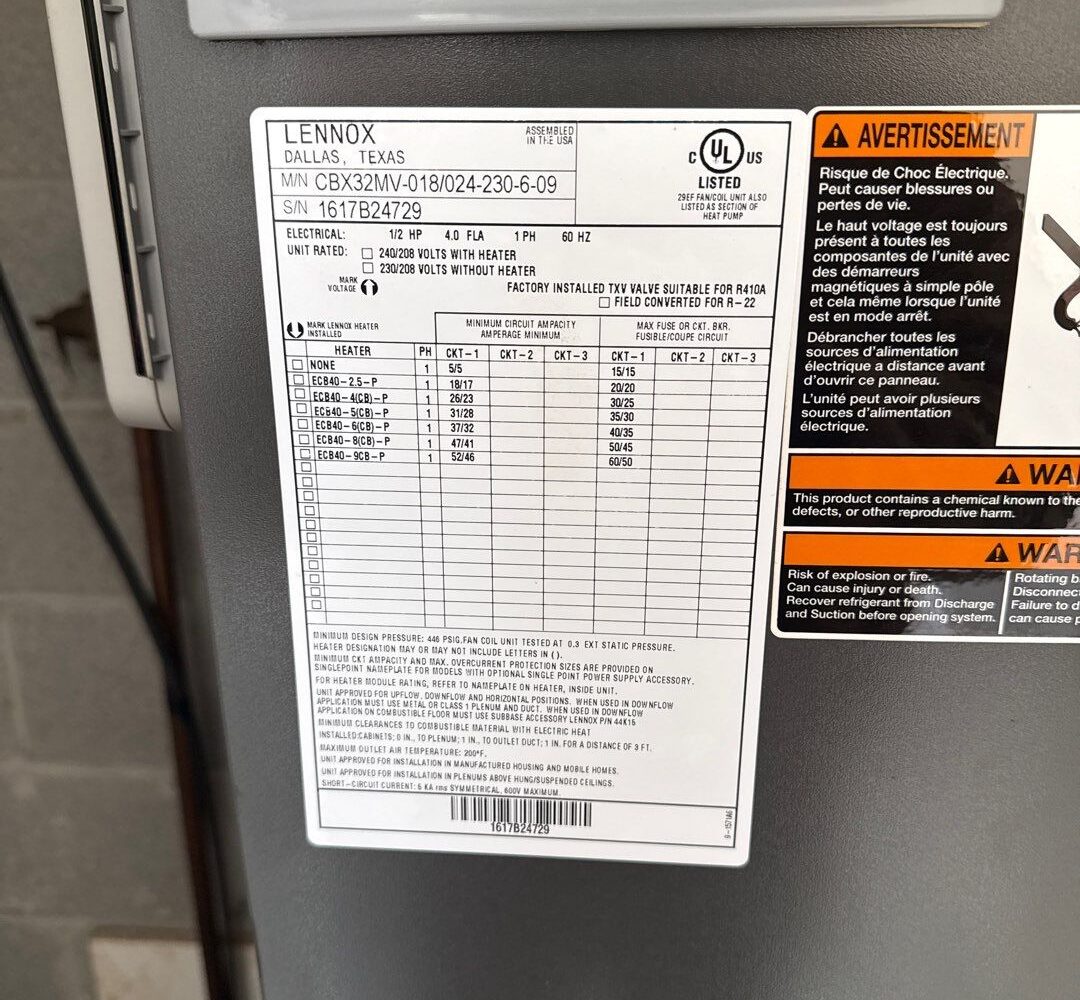 LENNOX
DALLAS, TEXAS
ASSEMBLED
IN THE USA
M/N CBX32MV-018/024-230-6-09
S/N 1617B24729
C UL US
LISTED
29EF FAN/COIL UNIT ALSO
LISTED AS SECTION OF
HEAT PUMP
ELECTRICAL: 1/2 HP 4.0 FLA 1 PH 60 HZ
UNIT RATED: 240/208 VOLTS WITH HEATER
230/208 VOLTS WITHOUT HEATER
MARK
VOLTAGE
FACTORY INSTALLED TXV VALVE SUITABLE FOR R410A
FIELD CONVERTED FOR R-22
MARK LENNOX HEATER
INSTALLED
MINIMUM CIRCUIT AMPACITY
AMPERAGE MINIMUM
MAX FUSE OR CKT. BKR.
FUSIBLE/COUPE CIRCUIT
HEATER PH CKT-1 CKT-2 CKT-3 CKT-1 CKT-2 CKT-3
NONE 1 5/5 15/15
ECB40-2.5-P 1 18/17 20/20
ECB40-4(CB)-P 1 26/23 30/25
ECB40-5(CB)-P 1 31/28 35/30
ECB40-6(CB)-P 1 37/32 40/35
ECB40-8(CB)-P 1 47/41 50/45
ECB40-9CB-P 1 52/46 60/50
MINIMUM DESIGN PRESSURE: 446 PSIG.FAN COIL UNIT TESTED AT 0.3 EXT STATIC PRESSURE.
HEATER DESIGNATION MAY OR MAY NOT INCLUDE LETTERS IN ( ).
MINIMUM CKT AMPACITY AND MAX. OVERCURRENT PROTECTION SIZES ARE PROVIDED ON
SINGLEPOINT NAMEPLATE FOR MODELS WITH OPTIONAL SINGLE POINT POWER SUPPLY ACCESSORY.
FOR HEATER MODULE RATING, REFER TO NAMEPLATE ON HEATER, INSIDE UNIT.
UNIT APPROVED FOR UPFLOW, DOWNFLOW AND HORIZONTAL POSITIONS. WHEN USED IN DOWNFLOW
APPLICATION MUST USE METAL OR CLASS 1 PLENUM AND DUCT. WHEN USED IN DOWNFLOW
APPLICATION ON COMBUSTIBLE FLOOR MUST USE SUBBASE ACCESSORY LENNOX P/N 44K15
MINIMUM CLEARANCES TO COMBUSTIBLE MATERIAL WITH ELECTRIC HEAT
INSTALLED:CABINETS; 0 IN., TO PLENUM; 1 IN., TO OUTLET DUCT; 1 IN. FOR A DISTANCE OF 3 FT.
MAXIMUM OUTLET AIR TEMPERATURE: 200°F.
UNIT APPROVED FOR INSTALLATION IN MANUFACTURED HOUSING AND MOBILE HOMES.
UNIT APPROVED FOR INSTALLATION IN PLENUMS ABOVE HUNG/SUSPENDED CEILINGS.
SHORT-CIRCUIT CURRENT: 5 KA rms SYMMETRICAL, 600V MAXIMUM.
1617B24729
AVERTISSEMENT
Risque de Choc Électrique.
Peut causer blessures ou
pertes de vie.
Le haut voltage est toujours
présent à toutes les
composantes de l'unité avec
des démarreurs
magnétiques à simple pôle
et cela même lorsque l'unité
est en mode arrêt.
Débrancher toutes les
sources d'alimentation
électrique a distance avant
d'ouvrir ce panneau.
L'unité peut avoir plusiers
sources d'alimentation
électrique.
WA
This product contains a chemical known to the
defects, or other reproductive harm.
WAR
Risk of explosion or fire.
Can cause injury or death.
Recover refrigerant from Discharge
and Suction before opening system.
Rotating b
Disconnec
Failure to d
can cause p